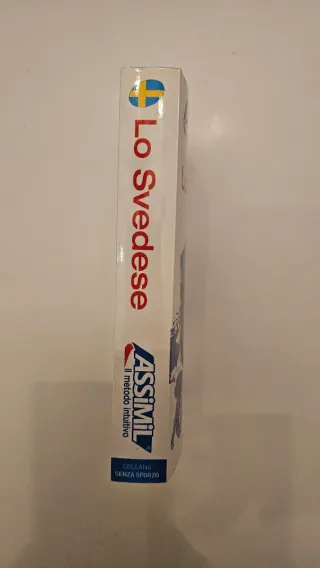 Lo Svedese
ASSiMiL
il metodo intuitivo
COLLANA
SENZA SFORZO